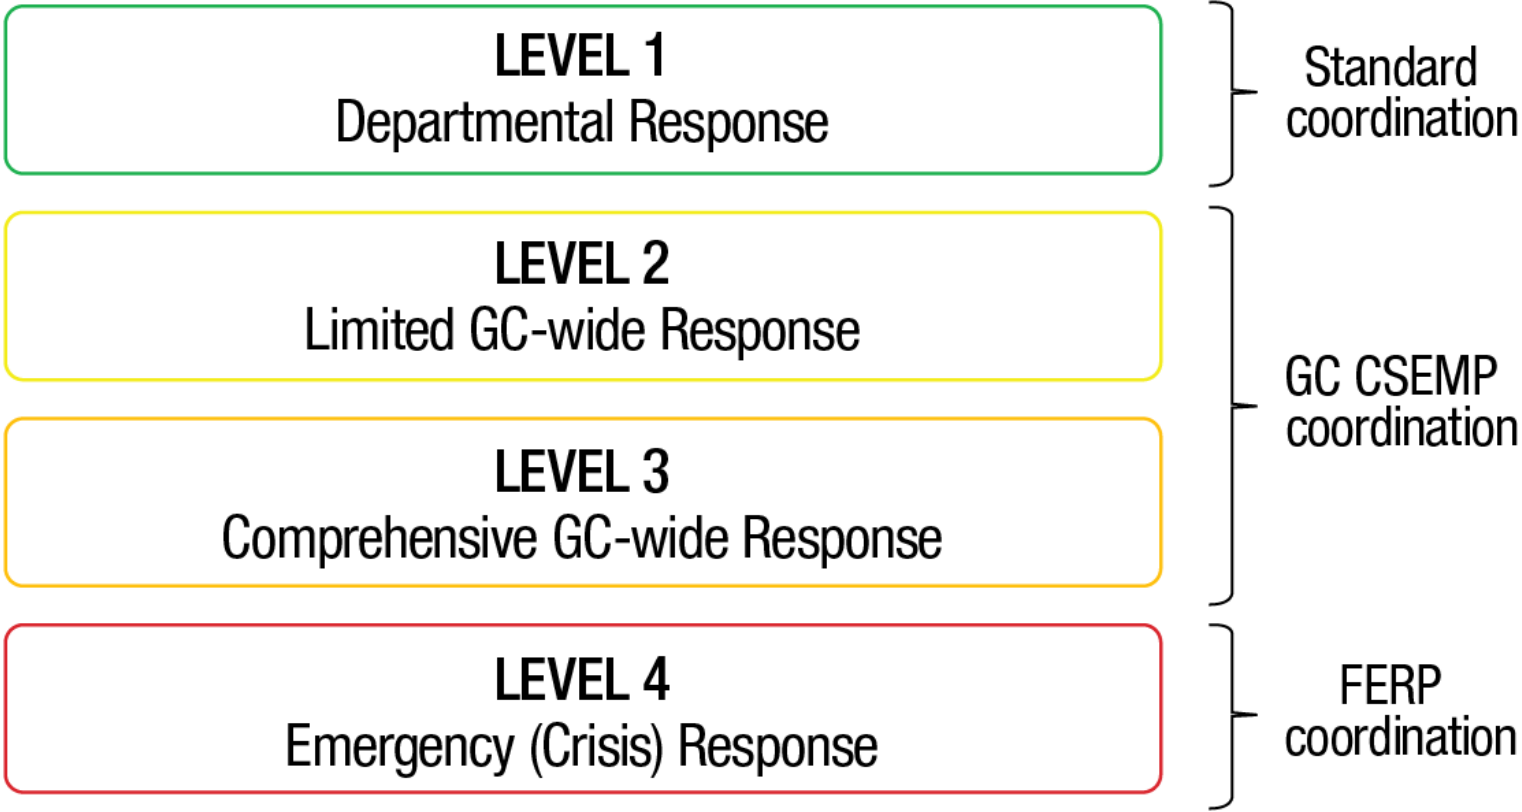 LEVEL 1
Departmental Response
Standard
coordination
LEVEL 2
Limited GC-wide Response
LEVEL 3
Comprehensive GC-wide Response
GC CSEMP
coordination
LEVEL 4
Emergency (Crisis) Response
FERP
coordination